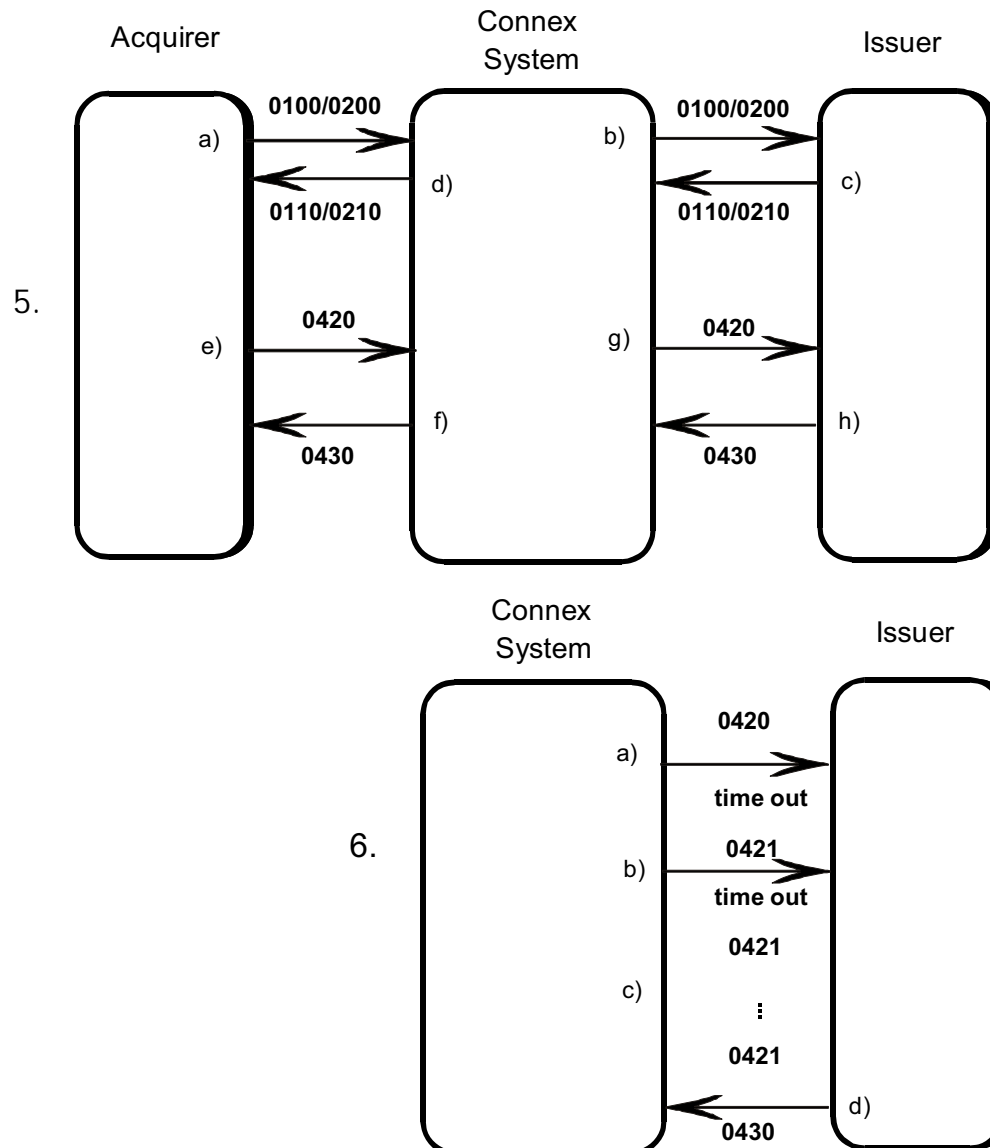 Acquirer
Connex
System
Issuer
0100/0200
0100/0200
a)
b)
d)
c)
0110/0210
0110/0210
5.
0420
0420
e)
g)
f)
h)
0430
0430
Connex
System
Issuer
0420
a)
time out
6.
0421
b)
time out
0421
c)
⋮
0421
d)
0430